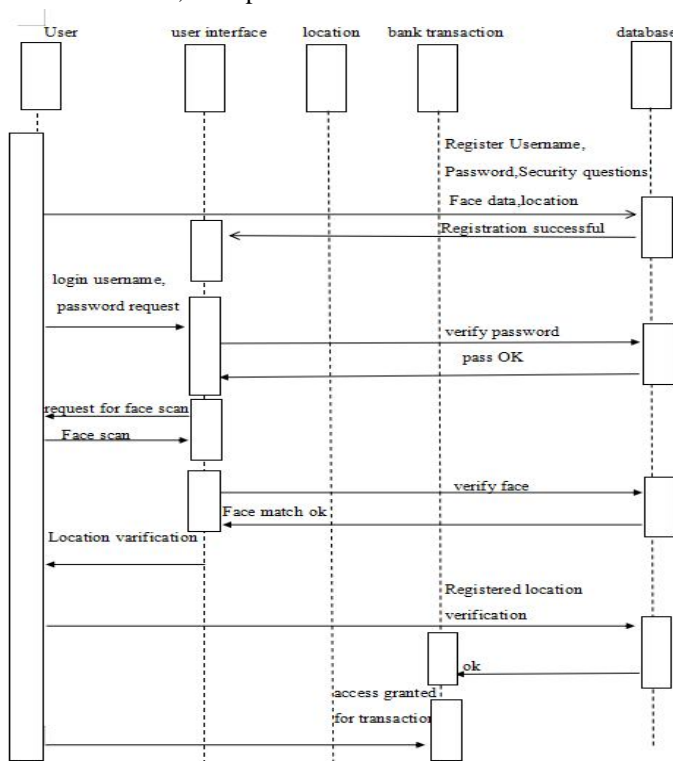 User
user interface
location
bank transaction
database
Register Username,
Password,Security questions
Face data,location
Registration successful
login username,
password request
verify password
pass OK
request for face scan
Face scan
verify face
Face match ok
Location varification
Registered location
verification
ok
access granted
for transaction